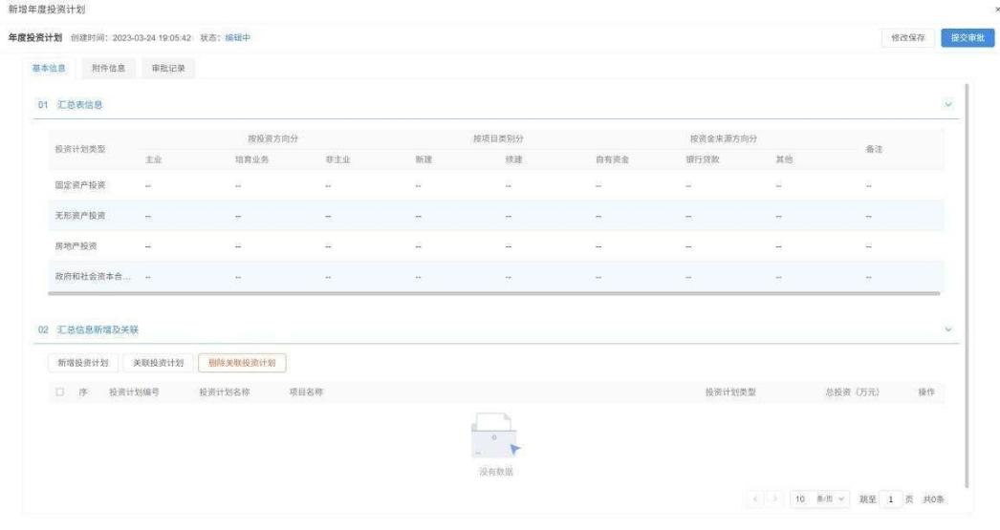 新增年度投资计划 ×
年度投资计划 创建时间：2023-03-24 19:05:42 状态：编辑中 修改保存 提交审批
基本信息 附件信息 审批记录
01 汇总表信息
投资计划类型 按投资方向分 按项目类别分 按资金来源方向分 备注
主业 培育业务 非主业 新建 续建 自有资金 银行贷款 其他
固定资产投资 -- -- -- -- -- -- -- -- --
无形资产投资 -- -- -- -- -- -- -- -- --
房地产投资 -- -- -- -- -- -- -- -- --
政府和社会资本合... -- -- -- -- -- -- -- -- --
02 汇总信息新增及关联
新增投资计划 关联投资计划 删除关联投资计划
序 投资计划编号 投资计划名称 项目名称 投资计划类型 总投资（万元） 操作
没有数据
< > 10 条/页 跳至 1 页 共0条